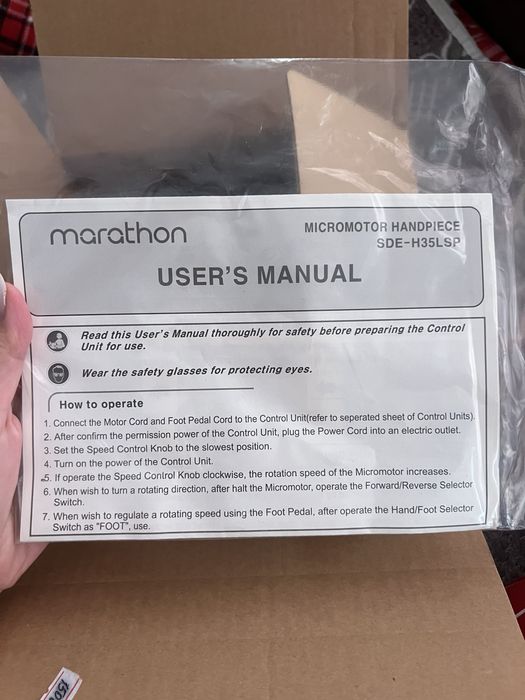 marathon
MICROMOTOR HANDPIECE
SDE-H35LSP
USER'S MANUAL
Read this User's Manual thoroughly for safety before preparing the Control
Unit for use.
Wear the safety glasses for protecting eyes.
How to operate
1. Connect the Motor Cord and Foot Pedal Cord to the Control Unit(refer to seperated sheet of Control Units).
2. After confirm the permission power of the Control Unit, plug the Power Cord into an electric outlet.
3. Set the Speed Control Knob to the slowest position.
4. Turn on the power of the Control Unit.
5. If operate the Speed Control Knob clockwise, the rotation speed of the Micromotor increases.
6. When wish to turn a rotating direction, after halt the Micromotor, operate the Forward/Reverse Selector
Switch.
7. When wish to regulate a rotating speed using the Foot Pedal, after operate the Hand/Foot Selector
Switch as "FOOT", use.